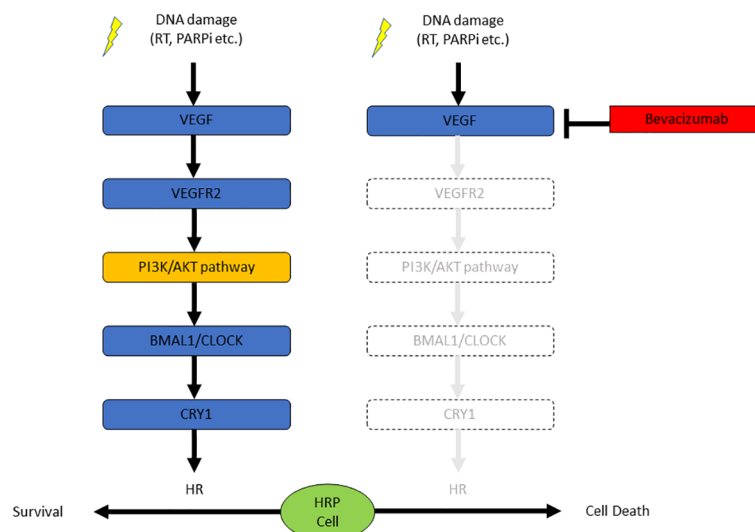 DNA damage
(RT, PARPi etc.)
VEGF
VEGFR2
PI3K/AKT pathway
BMAL1/CLOCK
CRY1
HR
DNA damage
(RT, PARPi etc.)
VEGF
Bevacizumab
VEGFR2
PI3K/AKT pathway
BMAL1/CLOCK
CRY1
HR
Survival
HRP
Cell
Cell Death